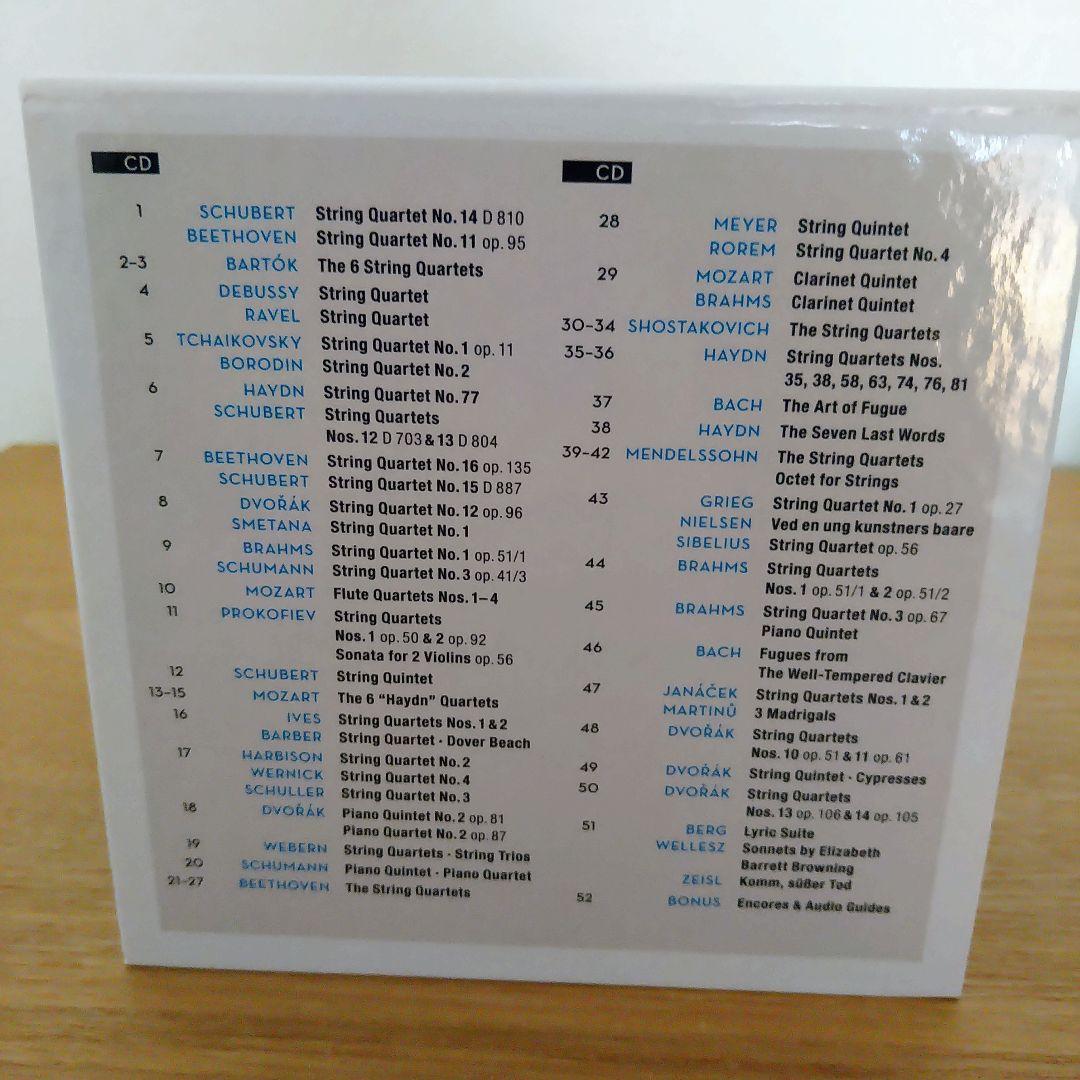 CD
1 SCHUBERT String Quartet No. 14 D 810
BEETHOVEN String Quartet No. 11 op. 95
2–3 BARTÓK The 6 String Quartets
4 DEBUSSY String Quartet
RAVEL String Quartet
5 TCHAIKOVSKY String Quartet No. 1 op. 11
BORODIN String Quartet No. 2
6 HAYDN String Quartet No. 77
SCHUBERT String Quartets
Nos. 12 D 703 & 13 D 804
7 BEETHOVEN String Quartet No. 16 op. 135
SCHUBERT String Quartet No. 15 D 887
8 DVOŘÁK String Quartet No. 12 op. 96
SMETANA String Quartet No. 1
9 BRAHMS String Quartet No. 1 op. 51/1
SCHUMANN String Quartet No. 3 op. 41/3
10 MOZART Flute Quartets Nos. 1–4
11 PROKOFIEV String Quartets
Nos. 1 op. 50 & 2 op. 92
Sonata for 2 Violins op. 56
12 SCHUBERT String Quintet
13–15 MOZART The 6 “Haydn” Quartets
16 IVES String Quartets Nos. 1 & 2
BARBER String Quartet · Dover Beach
17 HARBISON String Quartet No. 2
WERNICK String Quartet No. 4
SCHULLER String Quartet No. 3
18 DVOŘÁK Piano Quintet No. 2 op. 81
Piano Quartet No. 2 op. 87
19 WEBERN String Quartets · String Trios
20 SCHUMANN Piano Quintet · Piano Quartet
21–27 BEETHOVEN The String Quartets
CD
28 MEYER String Quintet
ROREM String Quartet No. 4
29 MOZART Clarinet Quintet
BRAHMS Clarinet Quintet
30–34 SHOSTAKOVICH The String Quartets
35–36 HAYDN String Quartets Nos.
35, 38, 58, 63, 74, 76, 81
37 BACH The Art of Fugue
38 HAYDN The Seven Last Words
39–42 MENDELSSOHN The String Quartets
Octet for Strings
43 GRIEG String Quartet No. 1 op. 27
NIELSEN Ved en ung kunstners baare
SIBELIUS String Quartet op. 56
44 BRAHMS String Quartets
Nos. 1 op. 51/1 & 2 op. 51/2
45 BRAHMS String Quartet No. 3 op. 67
Piano Quintet
46 BACH Fugues from
The Well-Tempered Clavier
47 JANÁČEK String Quartets Nos. 1 & 2
MARTINŮ 3 Madrigals
48 DVOŘÁK String Quartets
Nos. 10 op. 51 & 11 op. 61
49 DVOŘÁK String Quintet · Cypresses
50 DVOŘÁK String Quartets
Nos. 13 op. 106 & 14 op. 105
51 BERG Lyric Suite
WELLESZ Sonnets by Elizabeth
Barrett Browning
ZEISL Komm, süßer Tod
52 BONUS Encores & Audio Guides